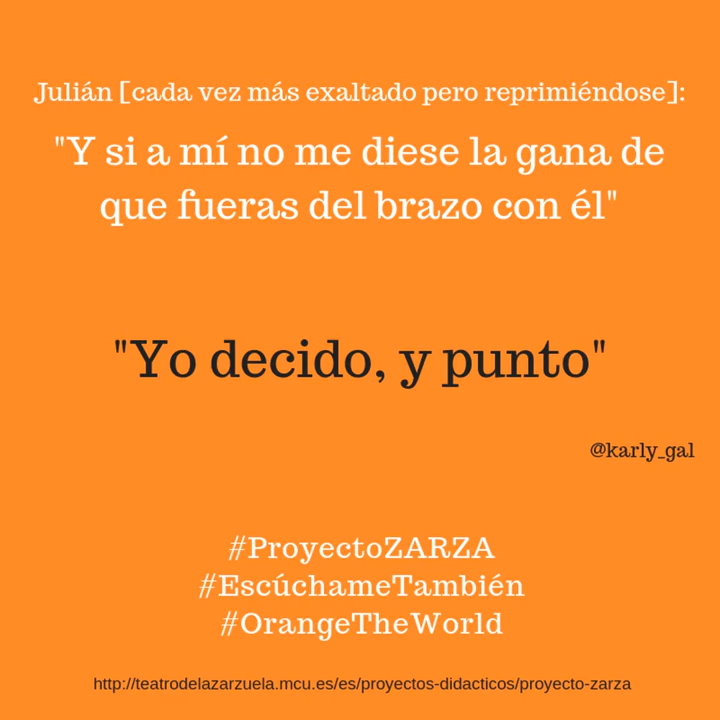 Julián [cada vez más exaltado pero reprimiéndose]:
"Y si a mí no me diese la gana de
que fueras del brazo con él"
"Yo decido, y punto"
@karly_gal
#ProyectoZARZA
#EscúchameTambién
#OrangeTheWorld
http://teatrodelazarzuela.mcu.es/es/proyectos-didacticos/proyecto-zarza